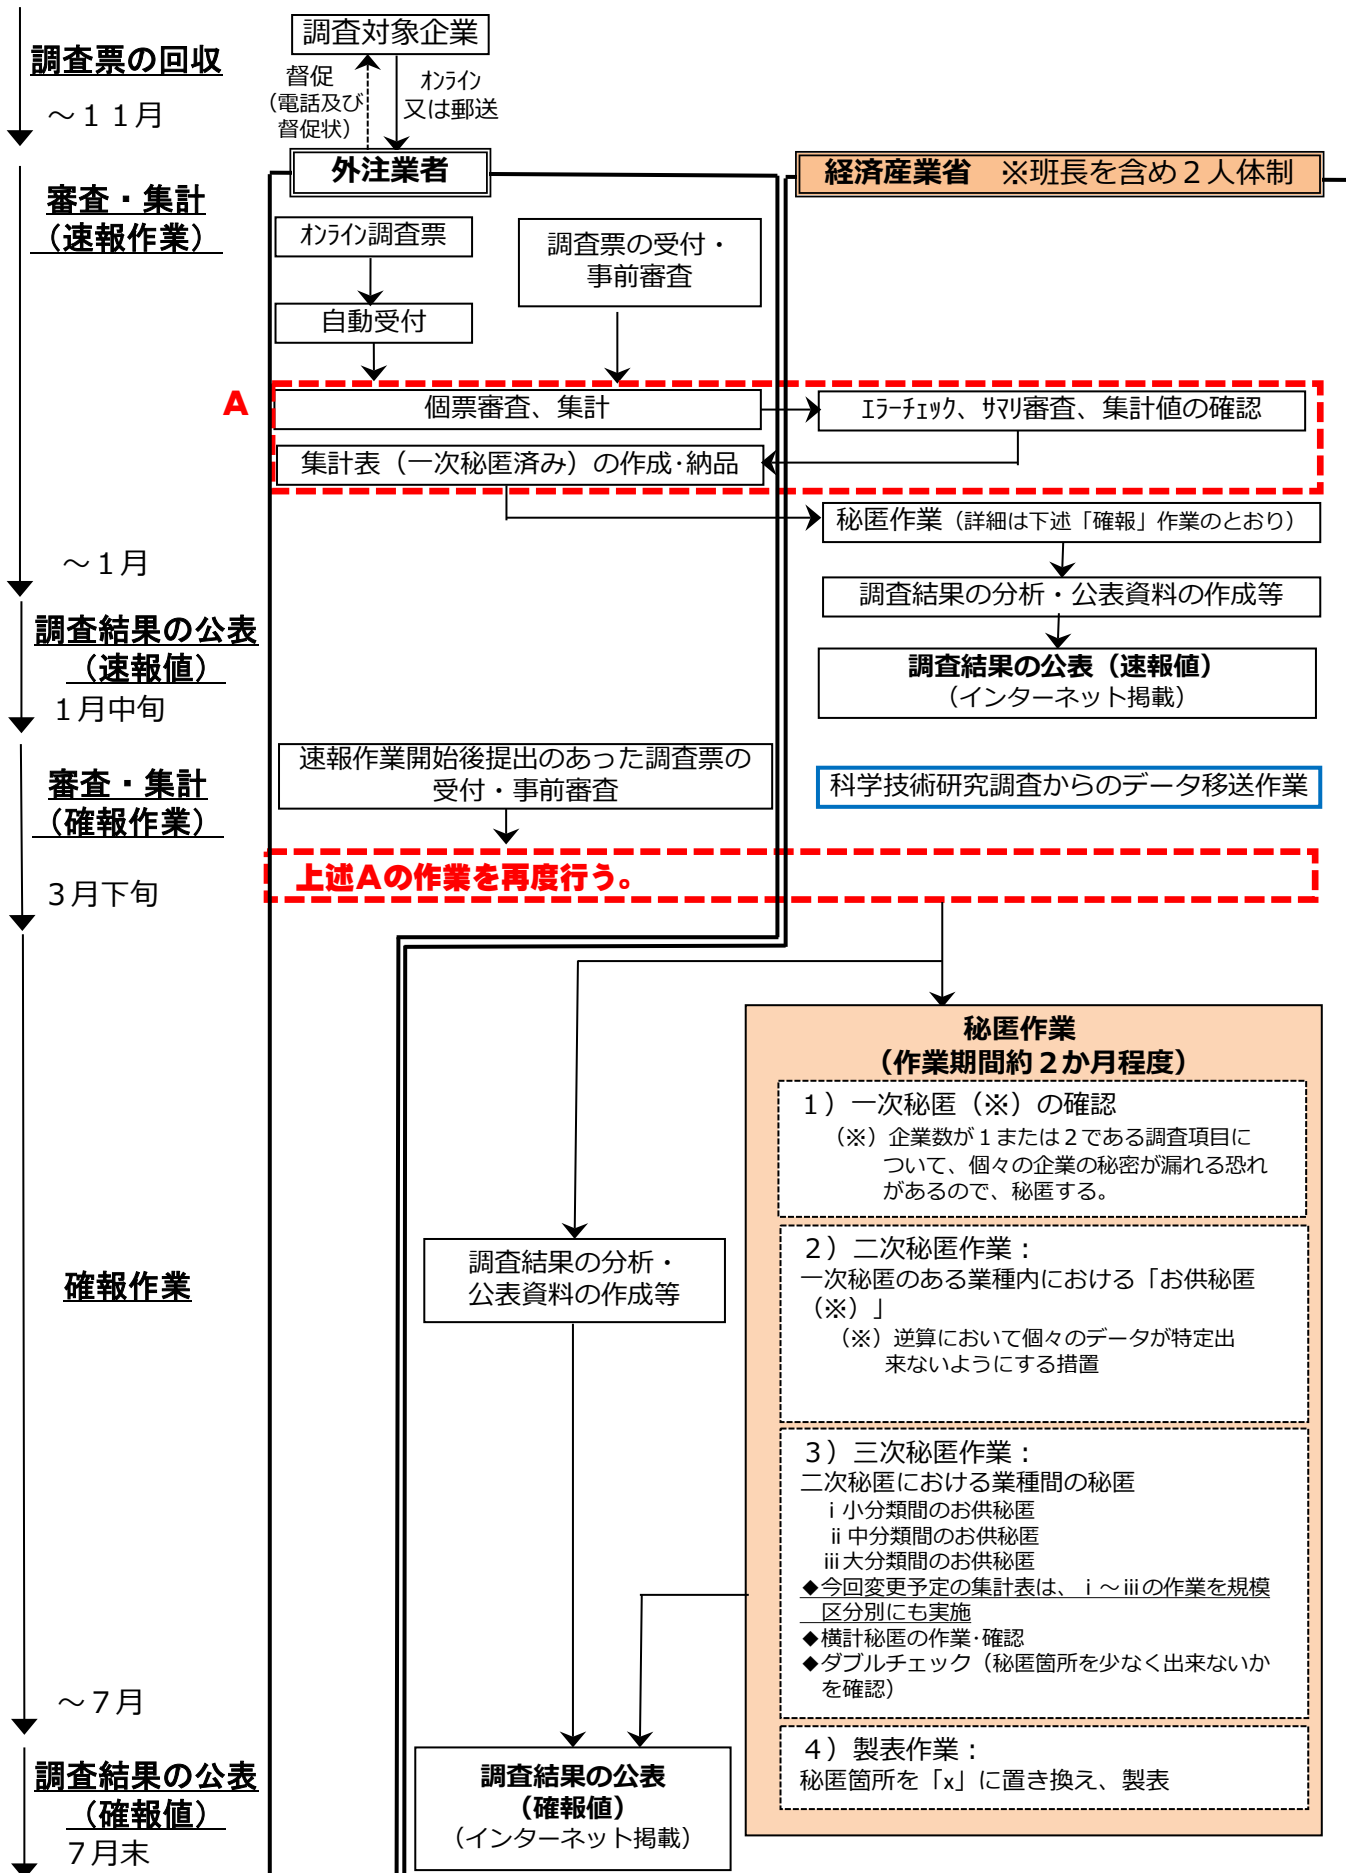 調査票の回収
～１１月
調査対象企業
督促
（電話及び
督促状）
ｵﾝﾗｲﾝ
又は郵送
外注業者
経済産業省　※班長を含め２人体制
審査・集計
（速報作業）
ｵﾝﾗｲﾝ調査票
調査票の受付・
事前審査
自動受付
A
個票審査、集計
ｴﾗｰﾁｪｯｸ、ｻﾏﾘ審査、集計値の確認
集計表（一次秘匿済み）の作成･納品
秘匿作業（詳細は下述「確報」作業のとおり）
～１月
調査結果の分析・公表資料の作成等
調査結果の公表
（速報値）
１月中旬
調査結果の公表（速報値）
（インターネット掲載）
審査・集計
（確報作業）
３月下旬
速報作業開始後提出のあった調査票の
受付・事前審査
科学技術研究調査からのデータ移送作業
上述Aの作業を再度行う。
秘匿作業
（作業期間約２か月程度）
１）一次秘匿（※）の確認
（※）企業数が１または２である調査項目に
ついて、個々の企業の秘密が漏れる恐れ
があるので、秘匿する。
２）二次秘匿作業：
一次秘匿のある業種内における「お供秘匿
（※）」
（※）逆算において個々のデータが特定出
来ないようにする措置
調査結果の分析・
公表資料の作成等
確報作業
３）三次秘匿作業：
二次秘匿における業種間の秘匿
ⅰ小分類間のお供秘匿
ⅱ中分類間のお供秘匿
ⅲ大分類間のお供秘匿
◆今回変更予定の集計表は、ⅰ～ⅲの作業を規模
区分別にも実施
◆横計秘匿の作業･確認
◆ダブルチェック（秘匿箇所を少なく出来ないか
を確認）
４）製表作業：
秘匿箇所を「x」に置き換え、製表
～７月
調査結果の公表
（確報値）
７月末
調査結果の公表
（確報値）
（インターネット掲載）